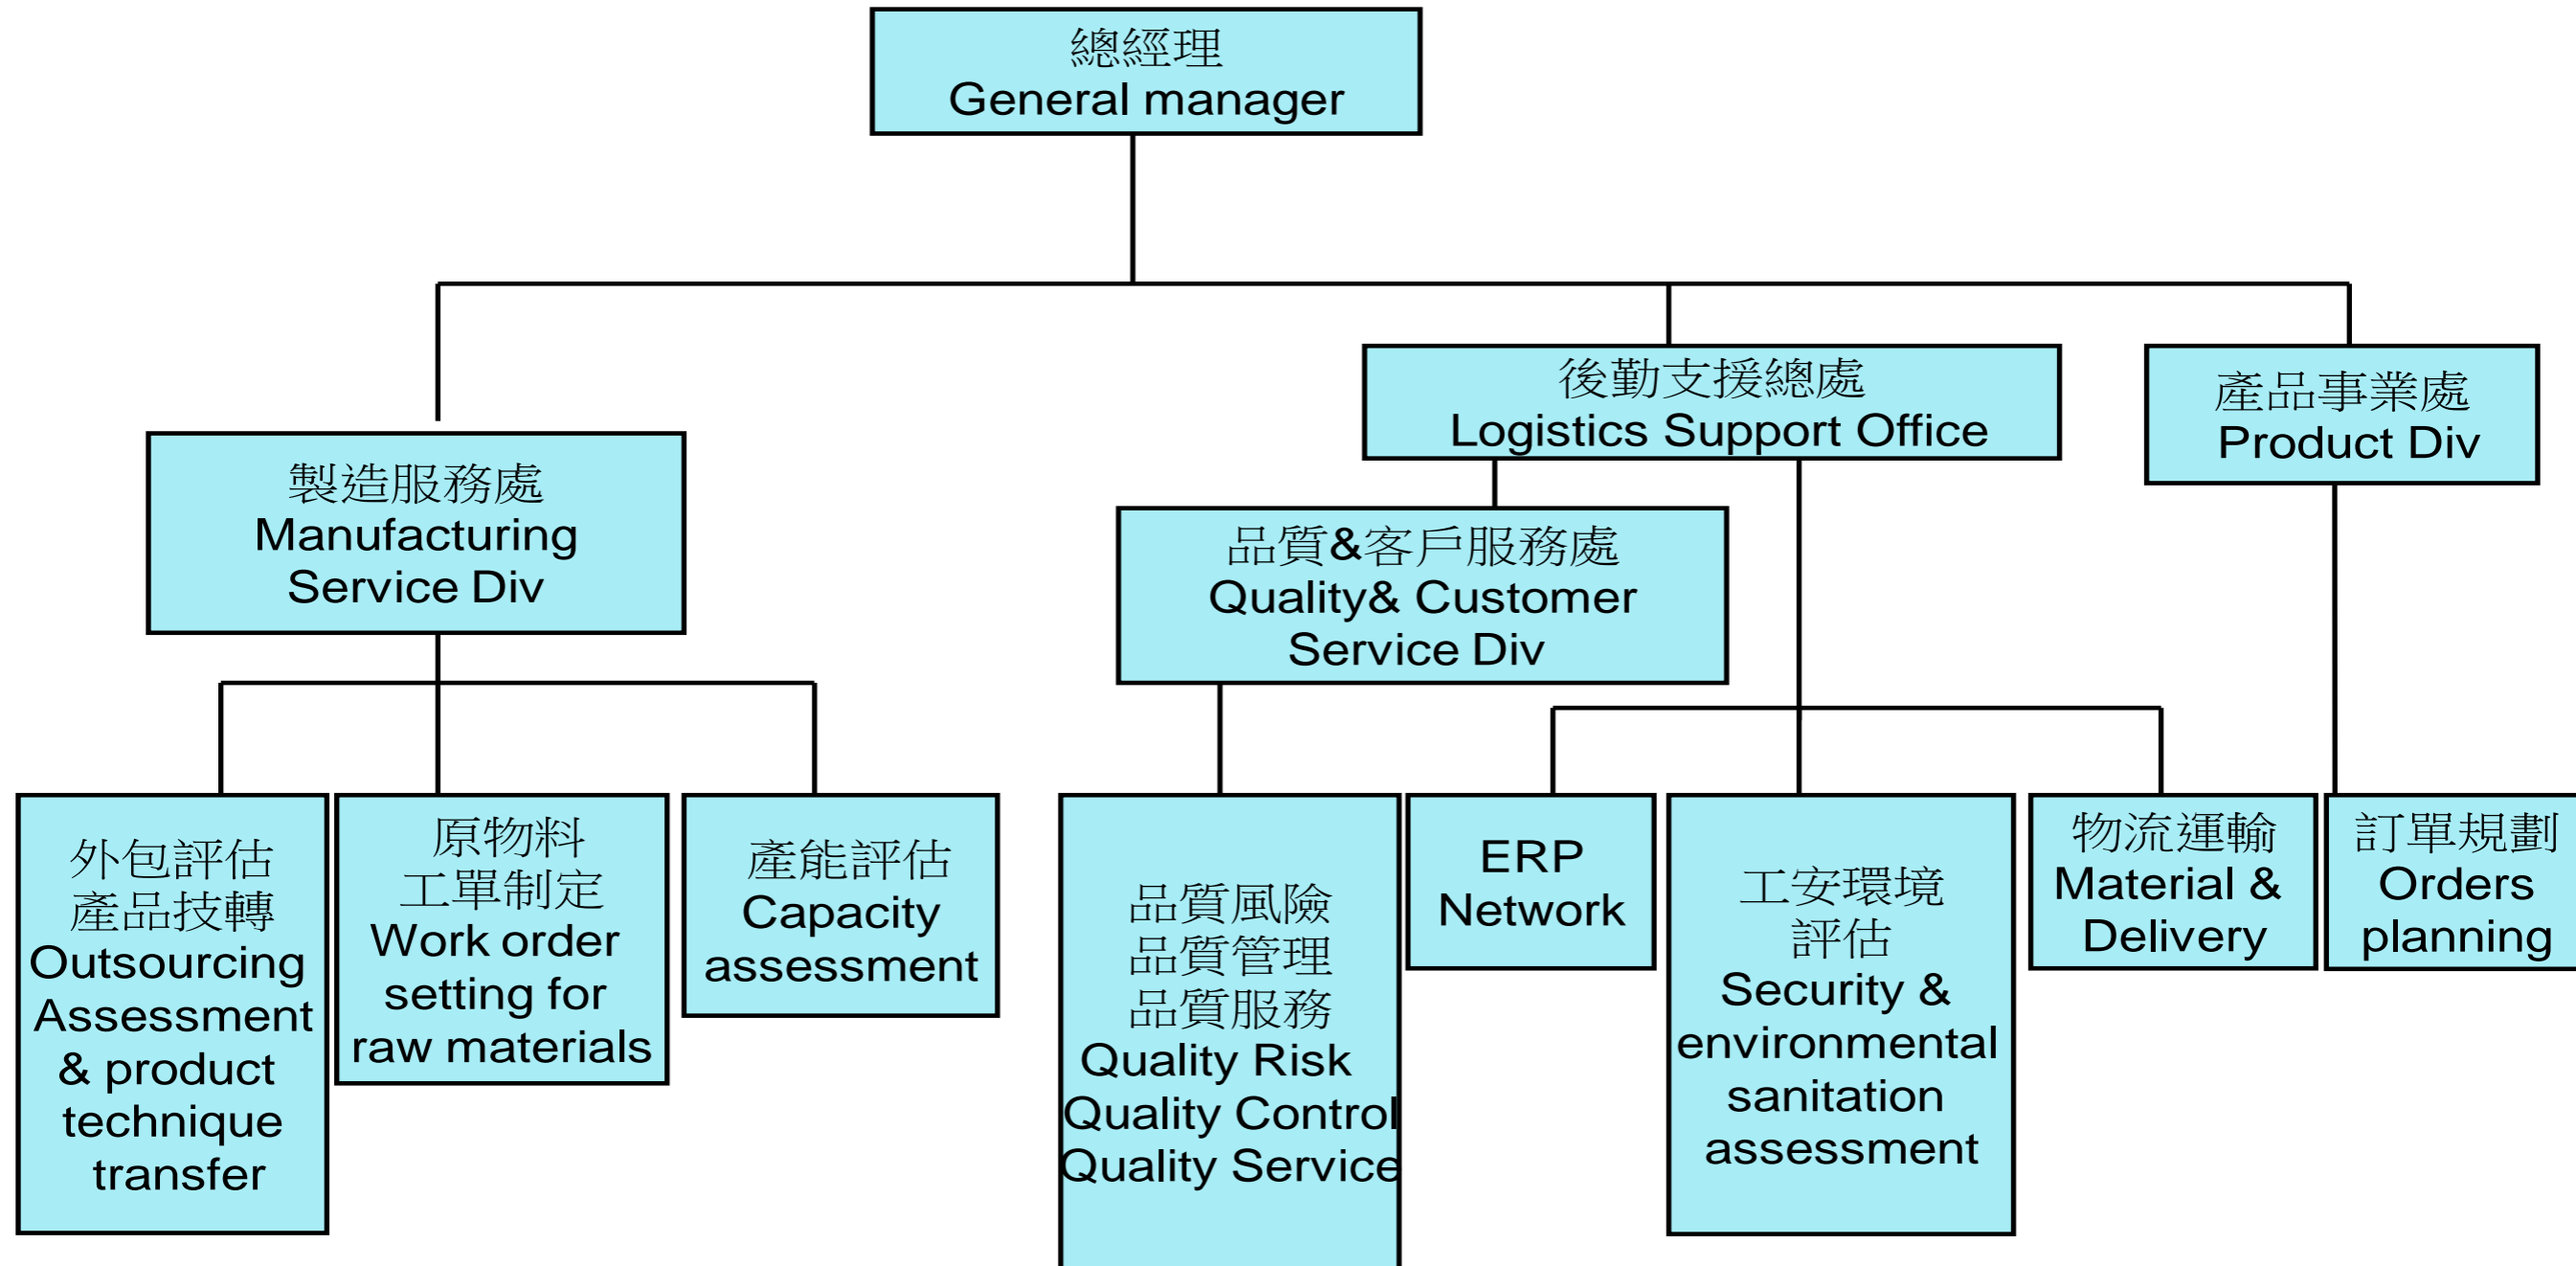 總經理
General manager
後勤支援總處
Logistics Support Office
產品事業處
Product Div
製造服務處
Manufacturing
Service Div
品質&客戶服務處
Quality& Customer
Service Div
外包評估
產品技轉
Outsourcing
Assessment
& product
technique
transfer
原物料
工單制定
Work order
setting for
raw materials
產能評估
Capacity
assessment
品質風險
品質管理
品質服務
Quality Risk
Quality Control
Quality Service
ERP
Network
工安環境
評估
Security &
environmental
sanitation
assessment
物流運輸
Material &
Delivery
訂單規劃
Orders
planning